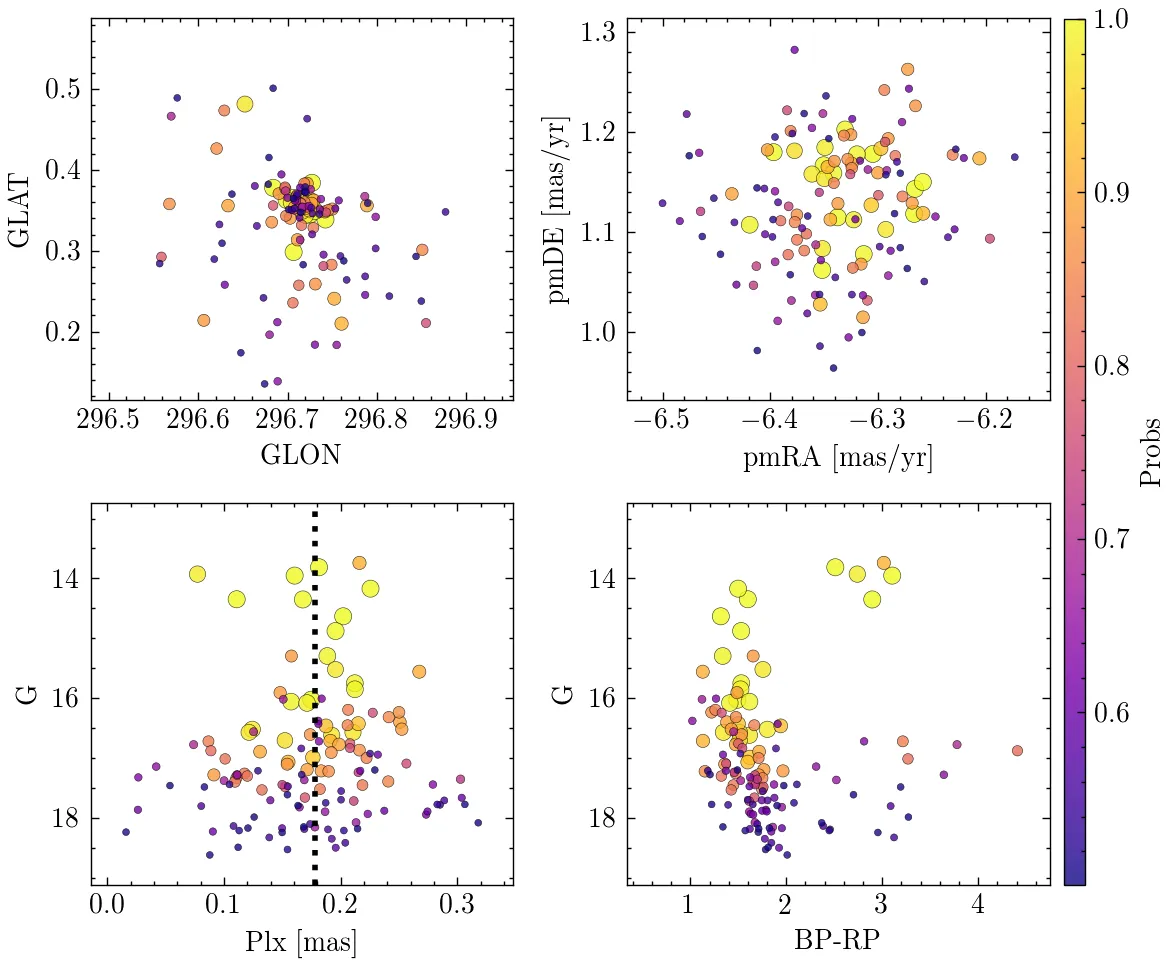 GLAT
0.5
0.4
0.3
0.2
296.5 296.6 296.7 296.8 296.9
GLON
pmDE [mas/yr]
1.3
1.2
1.1
1.0
−6.5 −6.4 −6.3 −6.2
pmRA [mas/yr]
G
14
16
18
0.0 0.1 0.2 0.3
Plx [mas]
G
14
16
18
1 2 3 4
BP-RP
1.0
0.9
0.8
0.7
0.6
Probs